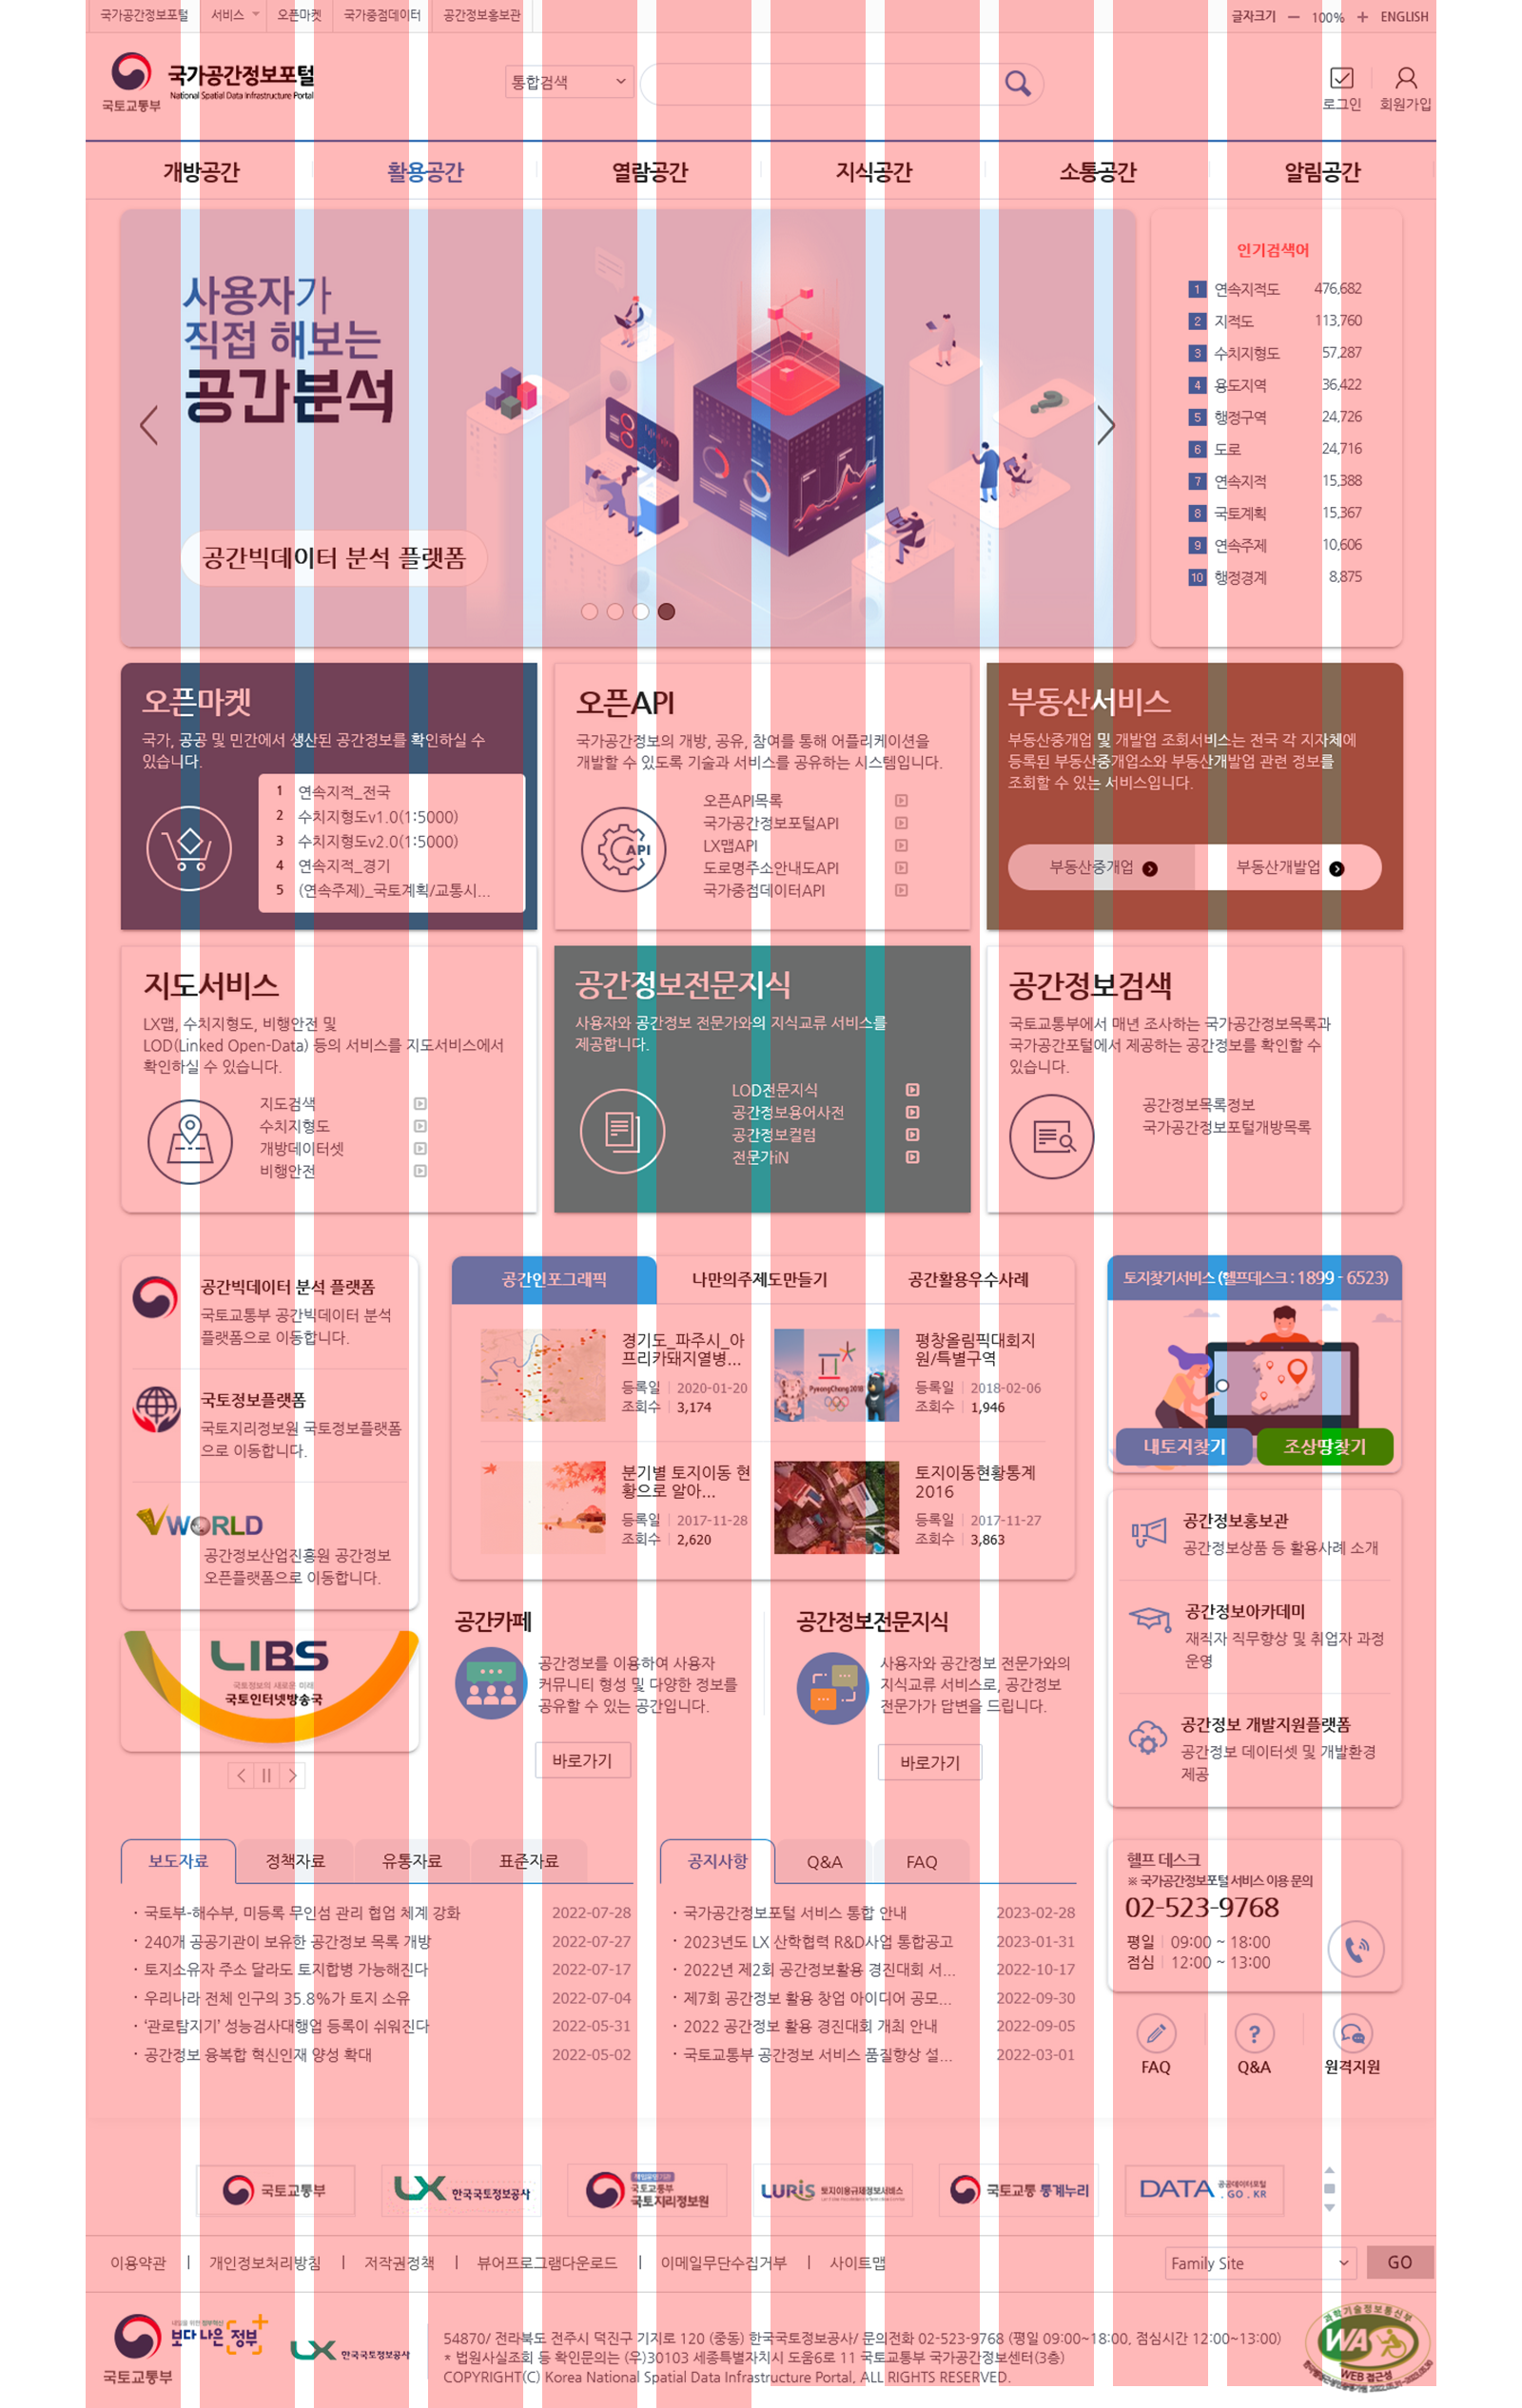 국가공간정보포털 서비스 오픈마켓 국가중점데이터 공간정보홍보관 글자크기 100% ENGLISH
국토교통부 국가공간정보포털
National Spatial Data Infrastructure Portal
통합검색
로그인 회원가입
개방공간 활용공간 열람공간 지식공간 소통공간 알림공간
사용자가
직접 해보는
공간분석
공간빅데이터 분석 플랫폼
인기검색어
1 연속지적도 476,682
2 지적도 113,760
3 수치지형도 57,287
4 용도지역 36,422
5 행정구역 24,726
6 도로 24,716
7 연속지적 15,388
8 국토계획 15,367
9 연속주제 10,606
10 행정경계 8,875
오픈마켓
국가, 공공 및 민간에서 생산된 공간정보를 확인하실 수
있습니다.
1 연속지적_전국
2 수치지형도v1.0(1:5000)
3 수치지형도v2.0(1:5000)
4 연속지적_경기
5 (연속주제)_국토계획/교통시...
오픈API
국가공간정보의 개방, 공유, 참여를 통해 어플리케이션을
개발할 수 있도록 기술과 서비스를 공유하는 시스템입니다.
API
오픈API목록
국가공간정보포털API
LX맵API
도로명주소안내도API
국가중점데이터API
부동산서비스
부동산중개업 및 개발업 조회서비스는 전국 각 지자체에
등록된 부동산중개업소와 부동산개발업 관련 정보를
조회할 수 있는 서비스입니다.
부동산중개업 부동산개발업
지도서비스
LX맵, 수치지형도, 비행안전 및
LOD(Linked Open-Data) 등의 서비스를 지도서비스에서
확인하실 수 있습니다.
지도검색
수치지형도
개방데이터셋
비행안전
공간정보전문지식
사용자와 공간정보 전문가와의 지식교류 서비스를
제공합니다.
LOD전문지식
공간정보용어사전
공간정보컬럼
전문가iN
공간정보검색
국토교통부에서 매년 조사하는 국가공간정보목록과
국가공간포털에서 제공하는 공간정보를 확인할 수
있습니다.
공간정보목록정보
국가공간정보포털개방목록
공간빅데이터 분석 플랫폼
국토교통부 공간빅데이터 분석
플랫폼으로 이동합니다.
국토정보플랫폼
국토지리정보원 국토정보플랫폼
으로 이동합니다.
VWORLD
공간정보산업진흥원 공간정보
오픈플랫폼으로 이동합니다.
LIBS
국토정보의 새로운 미래
국토인터넷방송국
공간인포그래픽 나만의주제도만들기 공간활용우수사례
경기도_파주시_아
프리카돼지열병...
등록일 2020-01-20
조회수 3,174
PyeongChang 2018
평창올림픽대회지
원/특별구역
등록일 2018-02-06
조회수 1,946
분기별 토지이동 현
황으로 알아...
등록일 2017-11-28
조회수 2,620
토지이동현황통계
2016
등록일 2017-11-27
조회수 3,863
공간카페
공간정보를 이용하여 사용자
커뮤니티 형성 및 다양한 정보를
공유할 수 있는 공간입니다.
바로가기
공간정보전문지식
사용자와 공간정보 전문가와의
지식교류 서비스로, 공간정보
전문가가 답변을 드립니다.
바로가기
토지찾기서비스 (헬프데스크 : 1899 - 6523)
내토지찾기 조상땅찾기
공간정보홍보관
공간정보상품 등 활용사례 소개
공간정보아카데미
재직자 직무향상 및 취업자 과정
운영
공간정보 개발지원플랫폼
공간정보 데이터셋 및 개발환경
제공
보도자료 정책자료 유통자료 표준자료
· 국토부-해수부, 미등록 무인섬 관리 협업 체계 강화 2022-07-28
· 240개 공공기관이 보유한 공간정보 목록 개방 2022-07-27
· 토지소유자 주소 달라도 토지합병 가능해진다 2022-07-17
· 우리나라 전체 인구의 35.8%가 토지 소유 2022-07-04
· '관로탐지기' 성능검사대행업 등록이 쉬워진다 2022-05-31
· 공간정보 융복합 혁신인재 양성 확대 2022-05-02
공지사항 Q&A FAQ
· 국가공간정보포털 서비스 통합 안내 2023-02-28
· 2023년도 LX 산학협력 R&D사업 통합공고 2023-01-31
· 2022년 제2회 공간정보활용 경진대회 서... 2022-10-17
· 제7회 공간정보 활용 창업 아이디어 공모... 2022-09-30
· 2022 공간정보 활용 경진대회 개최 안내 2022-09-05
· 국토교통부 공간정보 서비스 품질향상 설... 2022-03-01
헬프 데스크
※ 국가공간정보포털 서비스 이용 문의
02-523-9768
평일 09:00 ~ 18:00
점심 12:00 ~ 13:00
FAQ Q&A 원격지원
국토교통부
LX 한국국토정보공사
책임운영기관
국토교통부
국토지리정보원
LURIS 토지이용규제정보서비스
국토교통 통계누리
DATA 공공데이터포털
.GO.KR
이용약관 | 개인정보처리방침 | 저작권정책 | 뷰어프로그램다운로드 | 이메일무단수집거부 | 사이트맵
Family Site GO
국토교통부
보다 나은 정부
LX 한국국토정보공사
54870/ 전라북도 전주시 덕진구 기지로 120 (중동) 한국국토정보공사/ 문의전화 02-523-9768 (평일 09:00~18:00, 점심시간 12:00~13:00)
* 법원사실조회 등 확인문의는 (우)30103 세종특별자치시 도움6로 11 국토교통부 국가공간정보센터(3층)
COPYRIGHT(C) Korea National Spatial Data Infrastructure Portal, ALL RIGHTS RESERVED.
과학기술정보통신부
WA
WEB 접근성